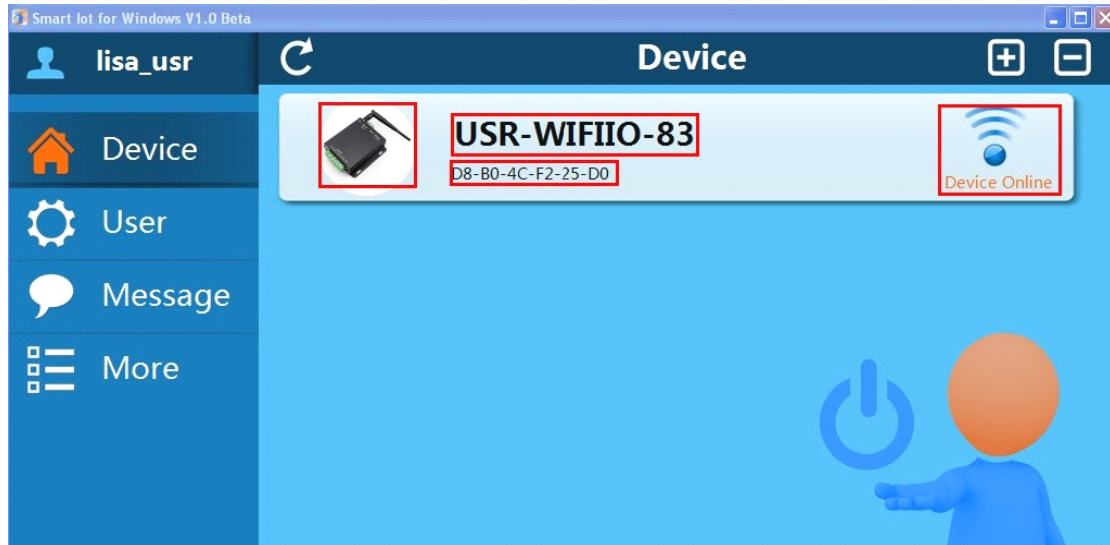 Smart Iot for Windows V1.0 Beta
lisa_usr
Device
Device
User
Message
More
USR-WIFIIO-83
D8-B0-4C-F2-25-D0
Device Online